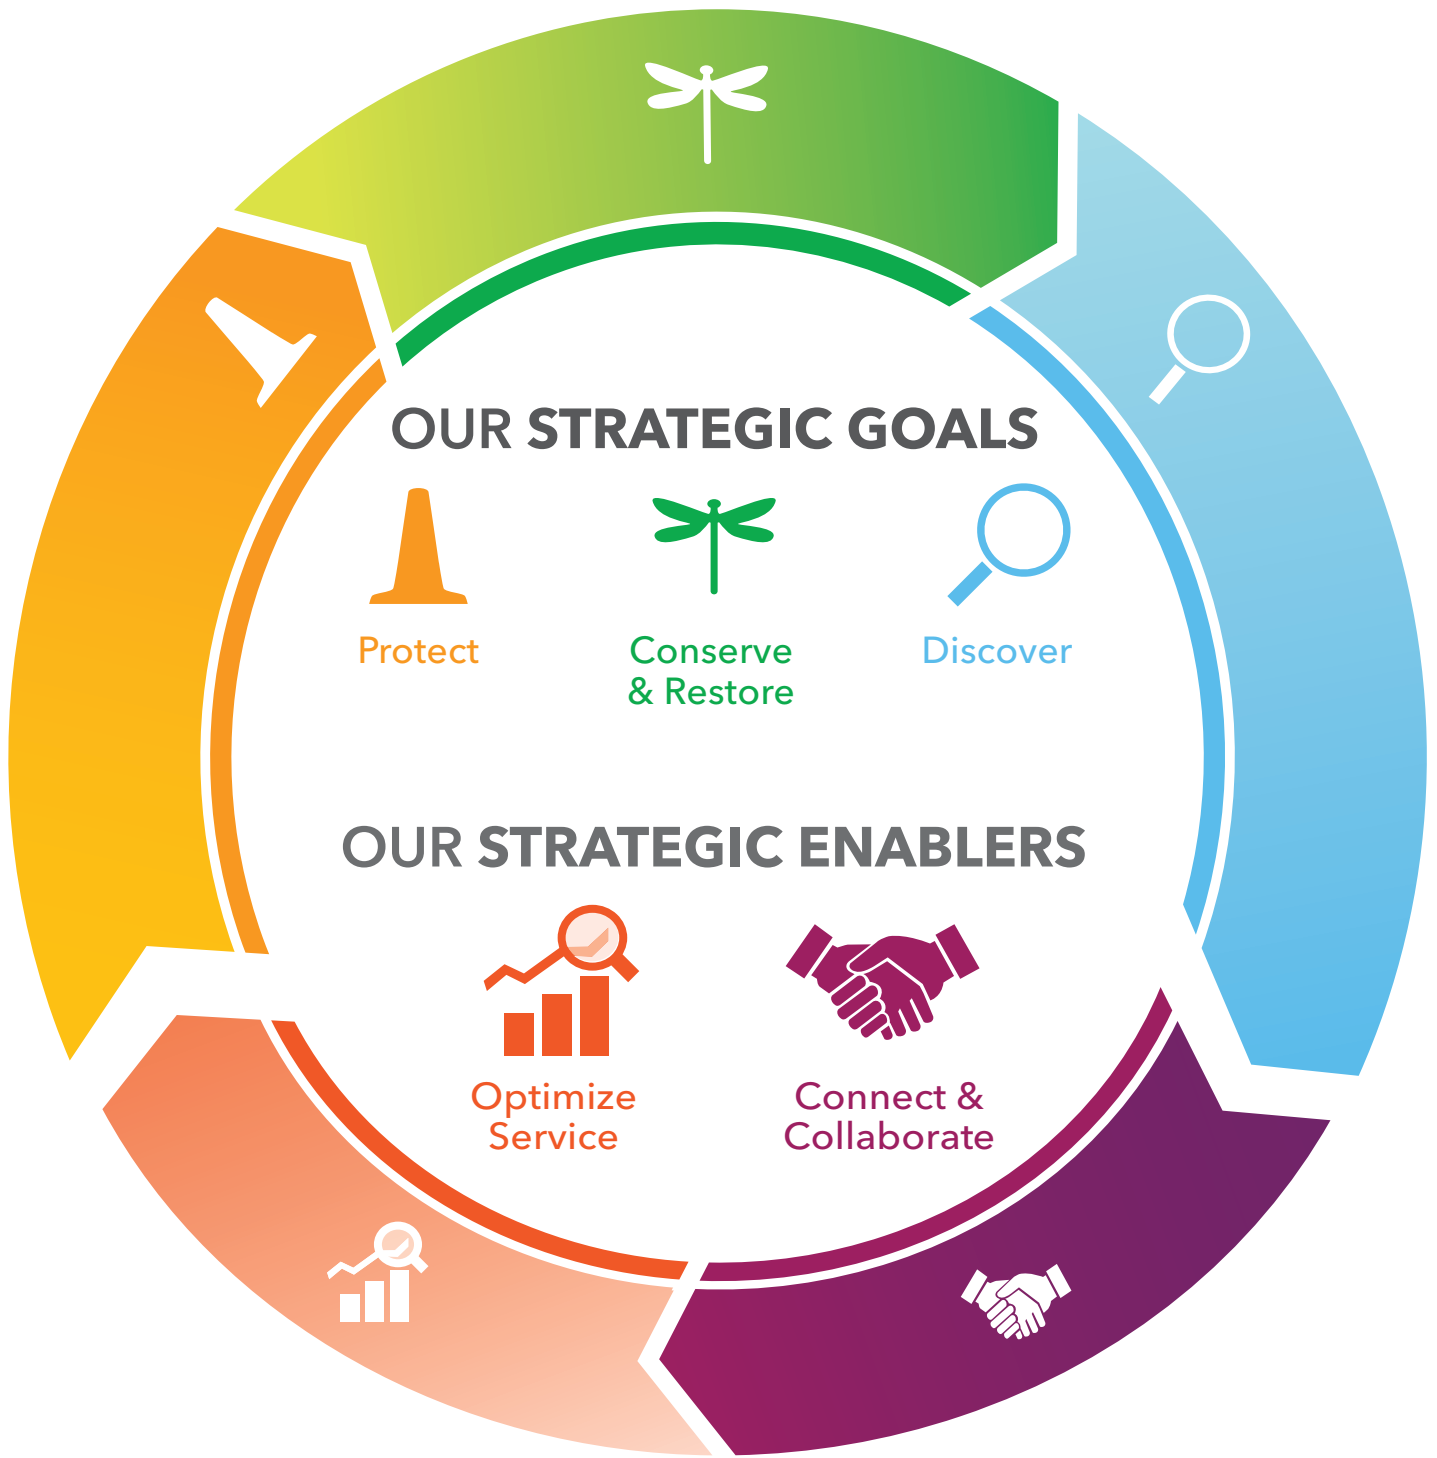 OUR STRATEGIC GOALS
Protect
Conserve
& Restore
Discover
OUR STRATEGIC ENABLERS
Optimize
Service
Connect &
Collaborate